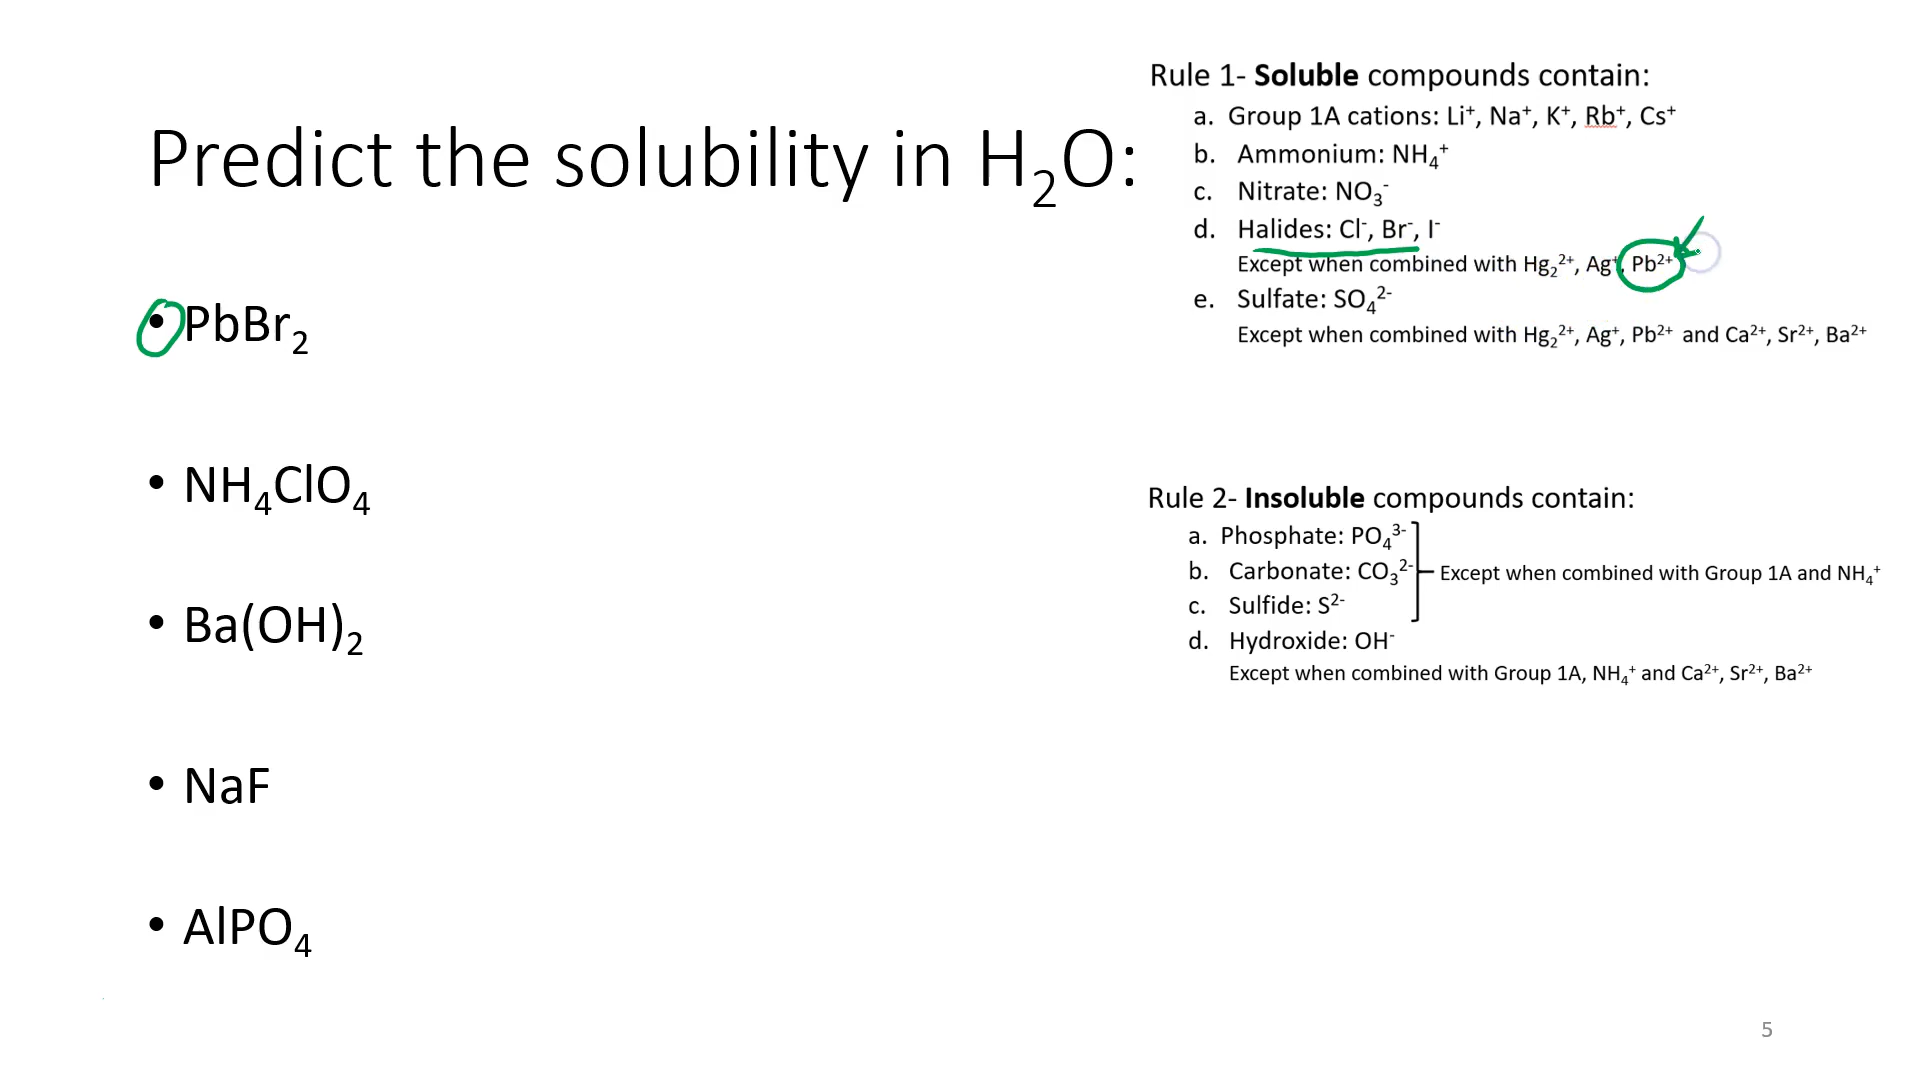 Predict the solubility in H₂O:
• PbBr₂
• NH₄ClO₄
• Ba(OH)₂
• NaF
• AlPO₄
Rule 1- Soluble compounds contain:
a. Group 1A cations: Li⁺, Na⁺, K⁺, Rb⁺, Cs⁺
b. Ammonium: NH₄⁺
c. Nitrate: NO₃⁻
d. Halides: Cl⁻, Br⁻, I⁻
Except when combined with Hg₂²⁺, Ag⁺, Pb²⁺
e. Sulfate: SO₄²⁻
Except when combined with Hg₂²⁺, Ag⁺, Pb²⁺ and Ca²⁺, Sr²⁺, Ba²⁺
Rule 2- Insoluble compounds contain:
a. Phosphate: PO₄³⁻
b. Carbonate: CO₃²⁻
c. Sulfide: S²⁻
Except when combined with Group 1A and NH₄⁺
d. Hydroxide: OH⁻
Except when combined with Group 1A, NH₄⁺ and Ca²⁺, Sr²⁺, Ba²⁺
5